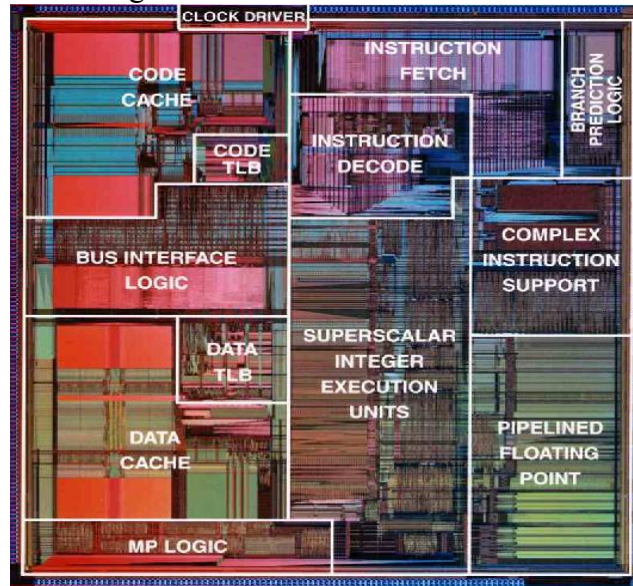 CLOCK DRIVER
CODE
CACHE
INSTRUCTION
FETCH
BRANCH
PREDICTION
LOGIC
CODE
TLB
INSTRUCTION
DECODE
BUS INTERFACE
LOGIC
COMPLEX
INSTRUCTION
SUPPORT
DATA
TLB
SUPERSCALAR
INTEGER
EXECUTION
UNITS
DATA
CACHE
PIPELINED
FLOATING
POINT
MP LOGIC